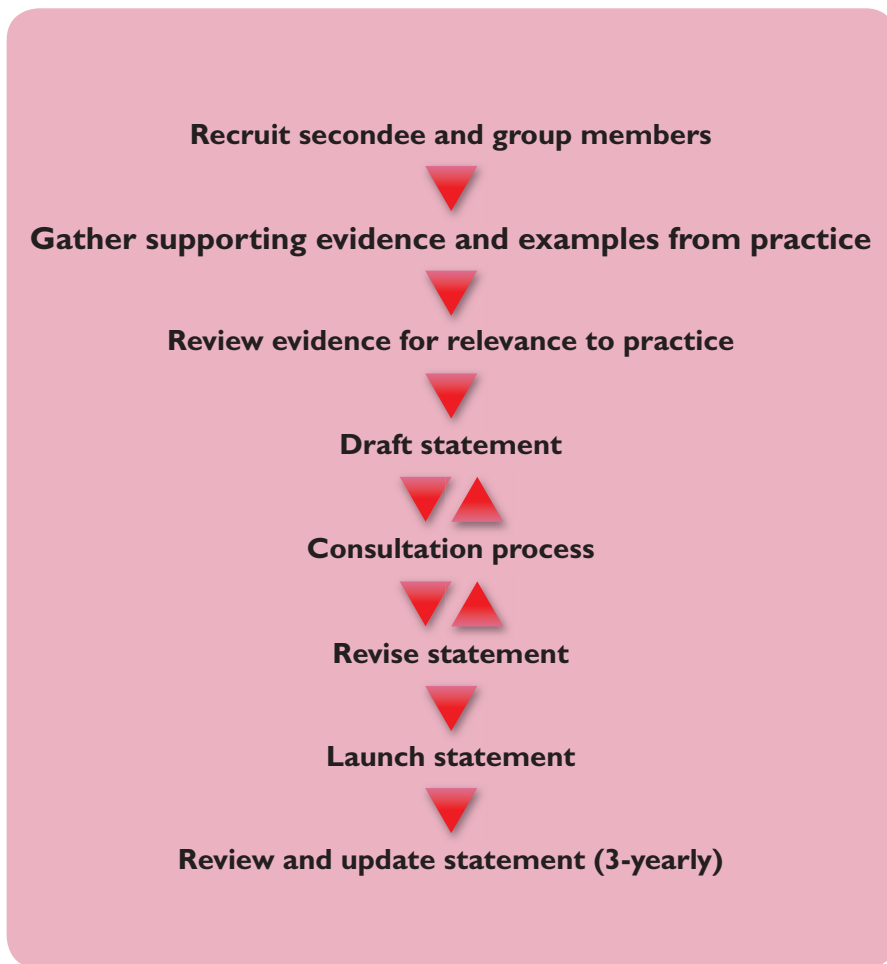 Recruit secondee and group members
Gather supporting evidence and examples from practice
Review evidence for relevance to practice
Draft statement
Consultation process
Revise statement
Launch statement
Review and update statement (3-yearly)